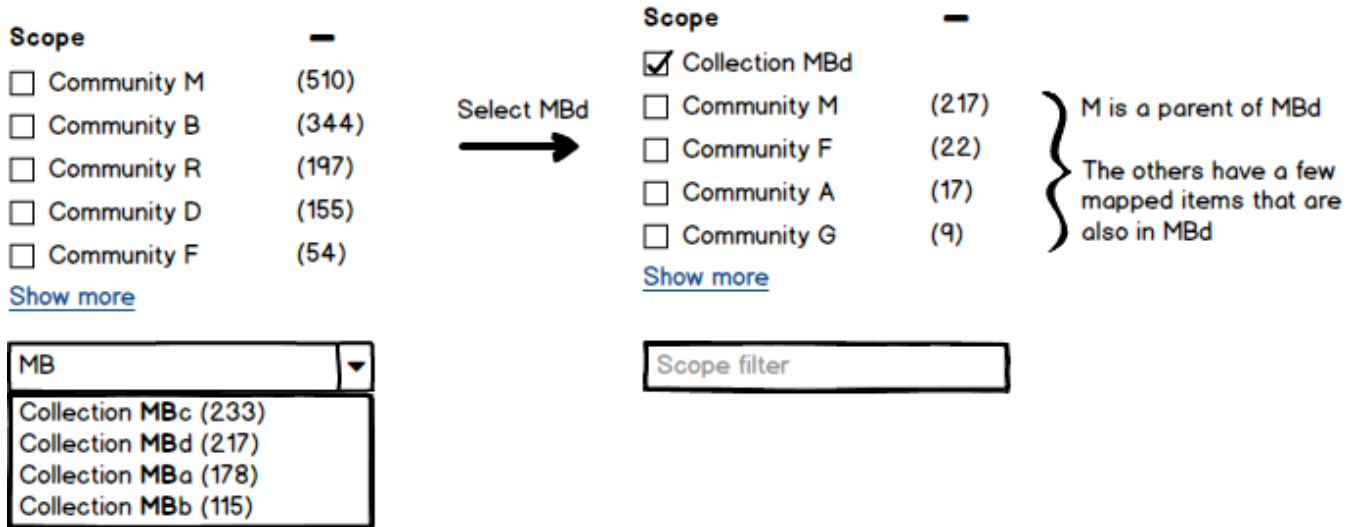 Scope
Community M (510)
Community B (344)
Community R (197)
Community D (155)
Community F (54)
Show more
MB
Collection MBc (233)
Collection MBd (217)
Collection MBa (178)
Collection MBb (115)
Select MBd
Scope
Collection MBd
Community M (217)
Community F (22)
Community A (17)
Community G (9)
Show more
Scope filter
M is a parent of MBd
The others have a few
mapped items that are
also in MBd